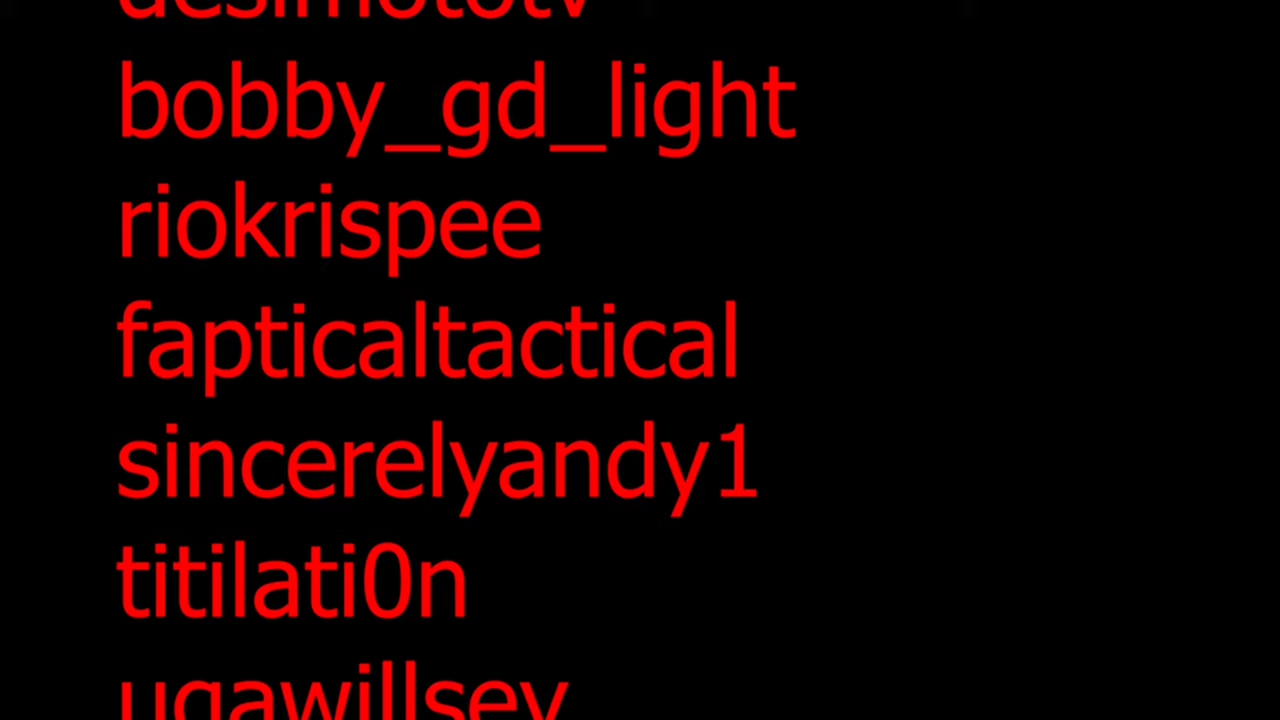 bobby_gd_light
riokrispee
fapticaltactical
sincerelyandy1
titilati0n